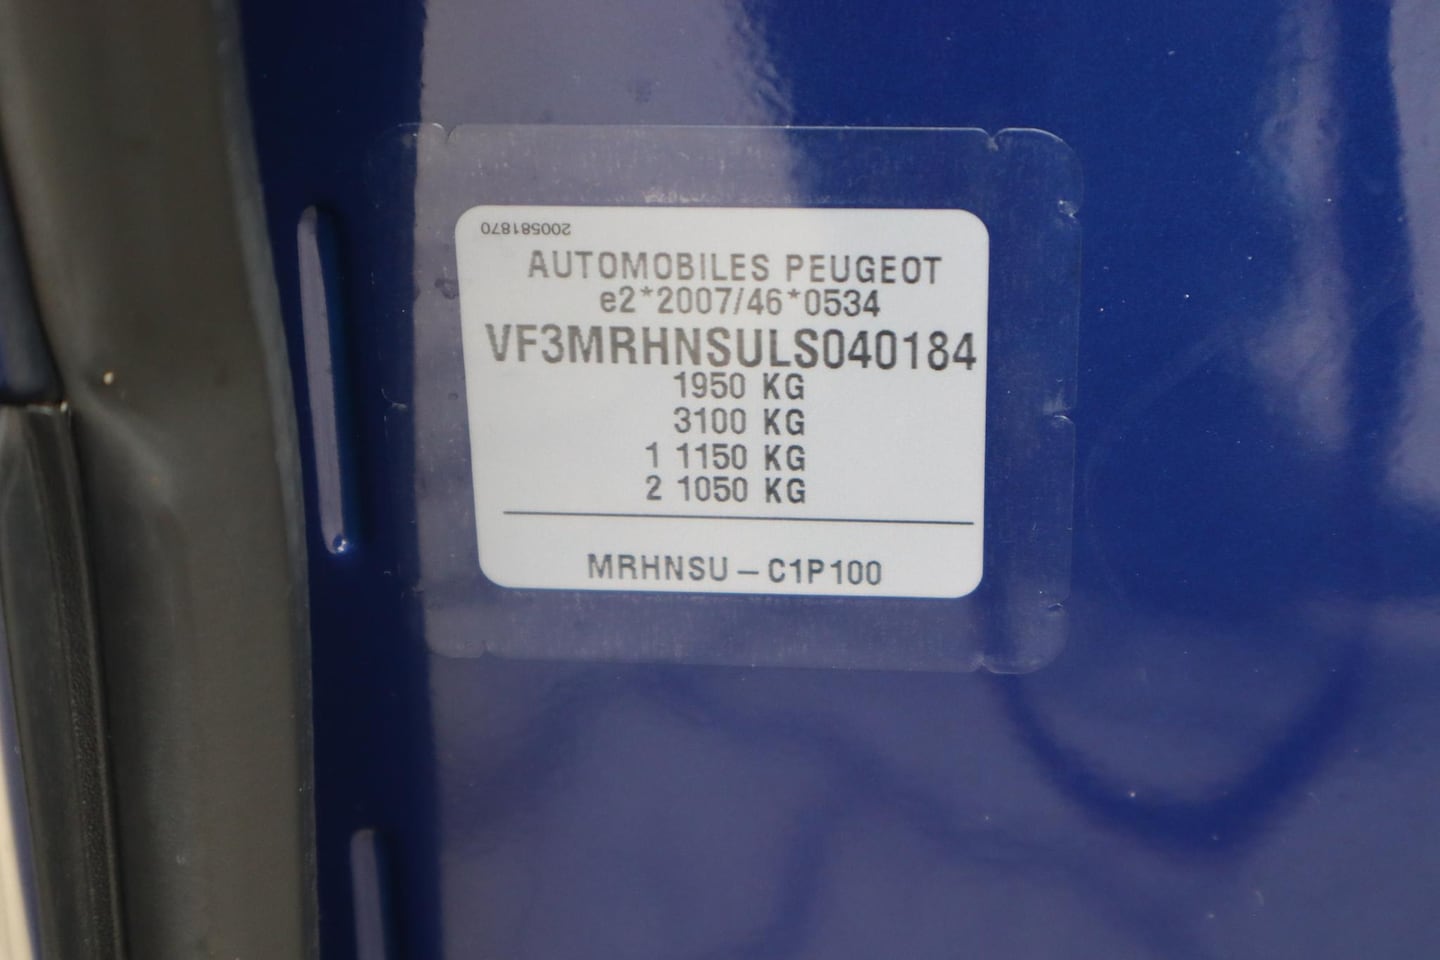 200581870
AUTOMOBILES PEUGEOT
e2*2007/46*0534
VF3MRHNSULS040184
1950 KG
3100 KG
1 1150 KG
2 1050 KG
MRHNSU – C1P100